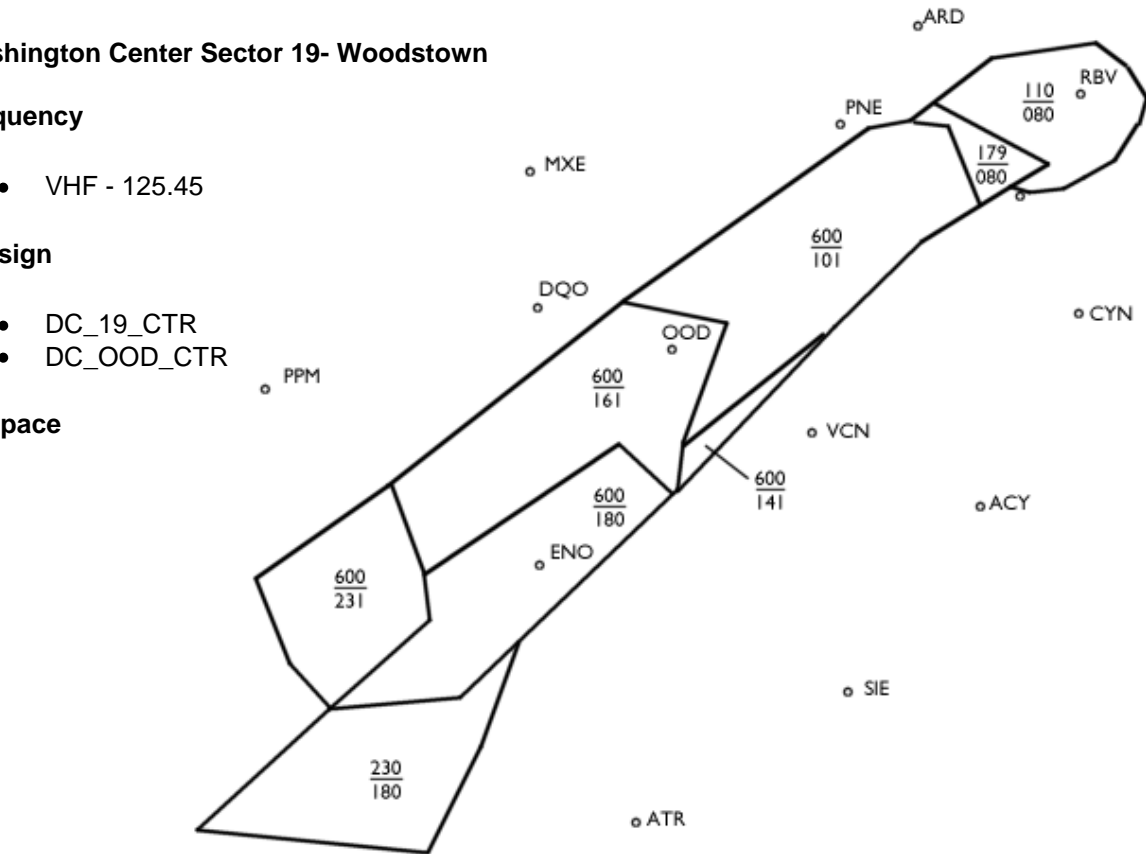 shington Center Sector 19- Woodstown
quency
VHF - 125.45
sign
DC_19_CTR
DC_OOD_CTR
space
ARD
RBV
110
080
PNE
179
080
MXE
600
101
DQO
OOD
CYN
PPM
600
161
VCN
600
141
600
180
ACY
ENO
600
231
SIE
230
180
ATR